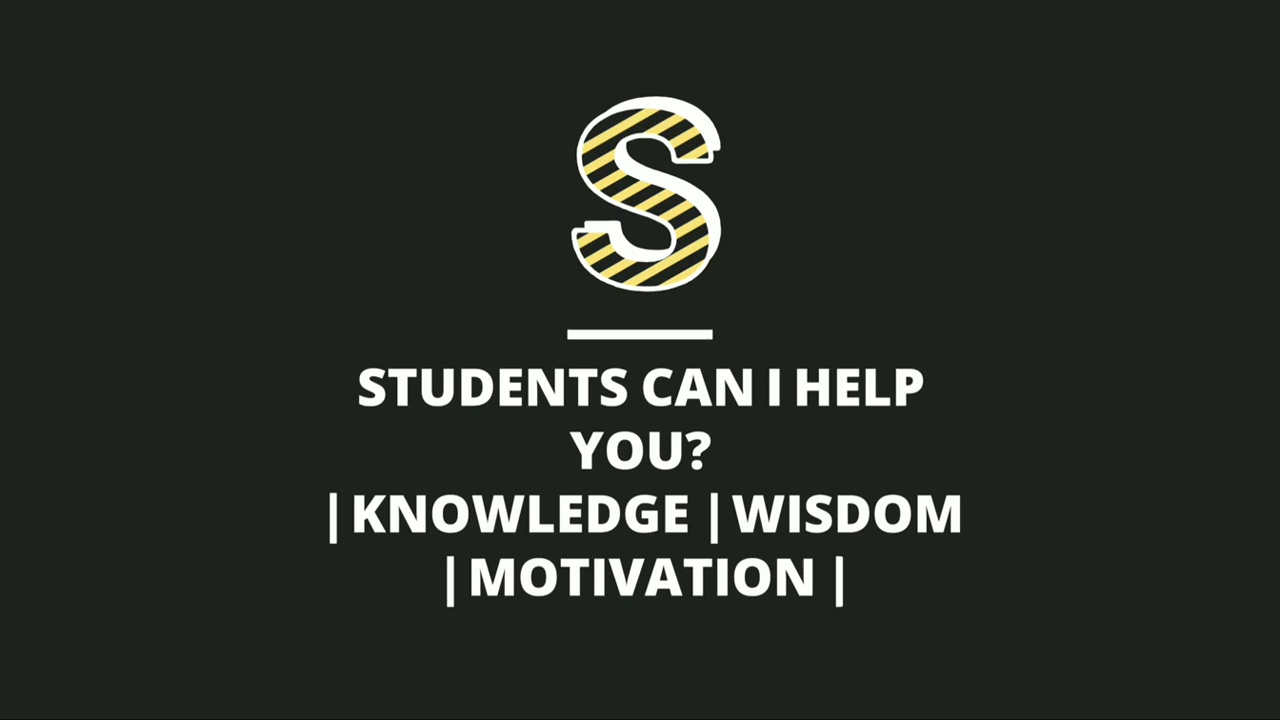 S
STUDENTS CAN I HELP
YOU?
|KNOWLEDGE |WISDOM
|MOTIVATION |